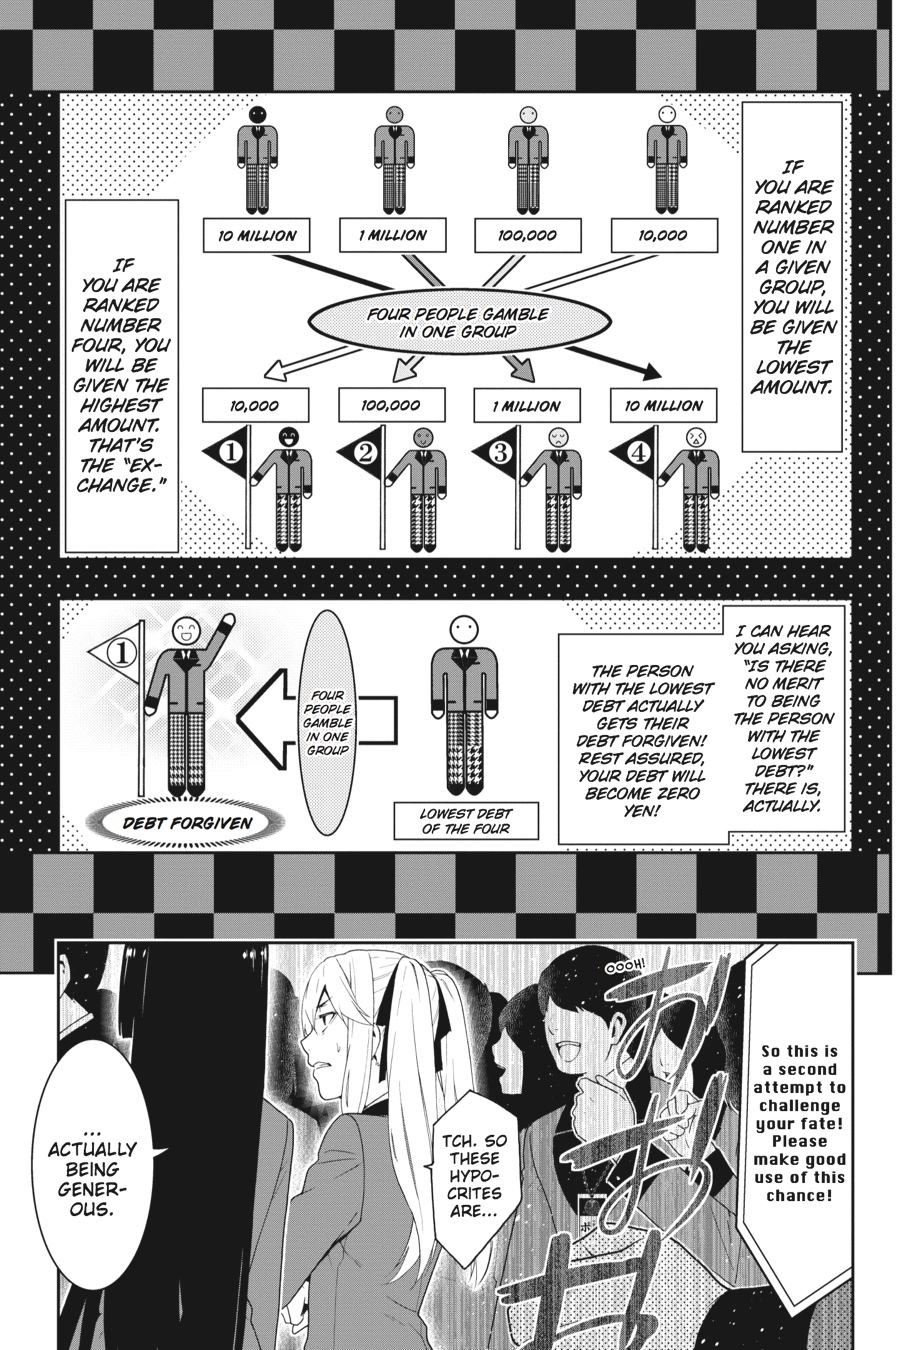 IF
YOU ARE
RANKED
NUMBER
ONE IN
A GIVEN
GROUP,
YOU WILL
BE GIVEN
THE
LOWEST
AMOUNT.
10 MILLION
1 MILLION
100,000
10,000
FOUR PEOPLE GAMBLE
IN ONE GROUP
10,000
100,000
1 MILLION
10 MILLION
1
2
3
4
IF
YOU ARE
RANKED
NUMBER
FOUR, YOU
WILL BE
GIVEN THE
HIGHEST
AMOUNT.
THAT'S
THE "EX-
CHANGE."
I CAN HEAR
YOU ASKING,
"IS THERE
NO MERIT
TO BEING
THE PERSON
WITH THE
LOWEST
DEBT?"
THERE IS,
ACTUALLY.
THE PERSON
WITH THE LOWEST
DEBT ACTUALLY
GETS THEIR
DEBT FORGIVEN!
REST ASSURED,
YOUR DEBT WILL
BECOME ZERO
YEN!
LOWEST DEBT
OF THE FOUR
FOUR
PEOPLE
GAMBLE
IN ONE
GROUP
1
DEBT FORGIVEN
So this is
a second
attempt to
challenge
your fate!
Please
make good
use of this
chance!
OOOH!
おおお
ポ
TCH. SO
THESE
HYPO-
CRITES
ARE...
...
ACTUALLY
BEING
GENER-
OUS.